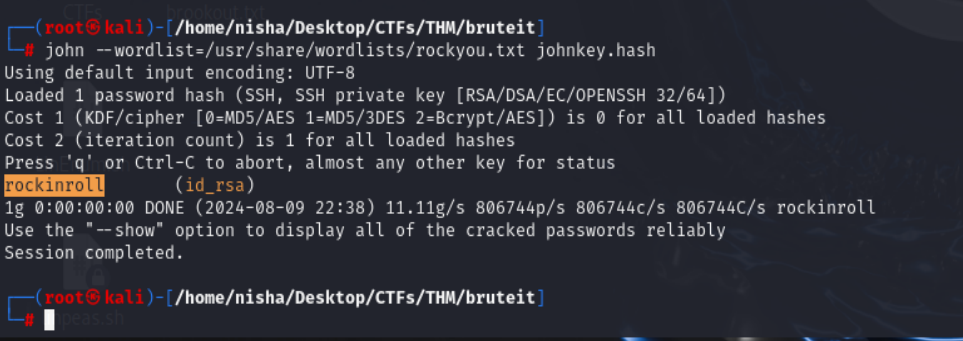 CTFs brookout.txt
┌──(root㉿kali)-[/home/nisha/Desktop/CTFs/THM/bruteit]
└─# john --wordlist=/usr/share/wordlists/rockyou.txt johnkey.hash
Using default input encoding: UTF-8
Loaded 1 password hash (SSH, SSH private key [RSA/DSA/EC/OPENSSH 32/64])
Cost 1 (KDF/cipher [0=MD5/AES 1=MD5/3DES 2=Bcrypt/AES]) is 0 for all loaded hashes
Cost 2 (iteration count) is 1 for all loaded hashes
Press 'q' or Ctrl-C to abort, almost any other key for status
rockinroll       (id_rsa)
1g 0:00:00:00 DONE (2024-08-09 22:38) 11.11g/s 806744p/s 806744c/s 806744C/s rockinroll
Use the "--show" option to display all of the cracked passwords reliably
Session completed.
┌──(root㉿kali)-[/home/nisha/Desktop/CTFs/THM/bruteit]
└─#